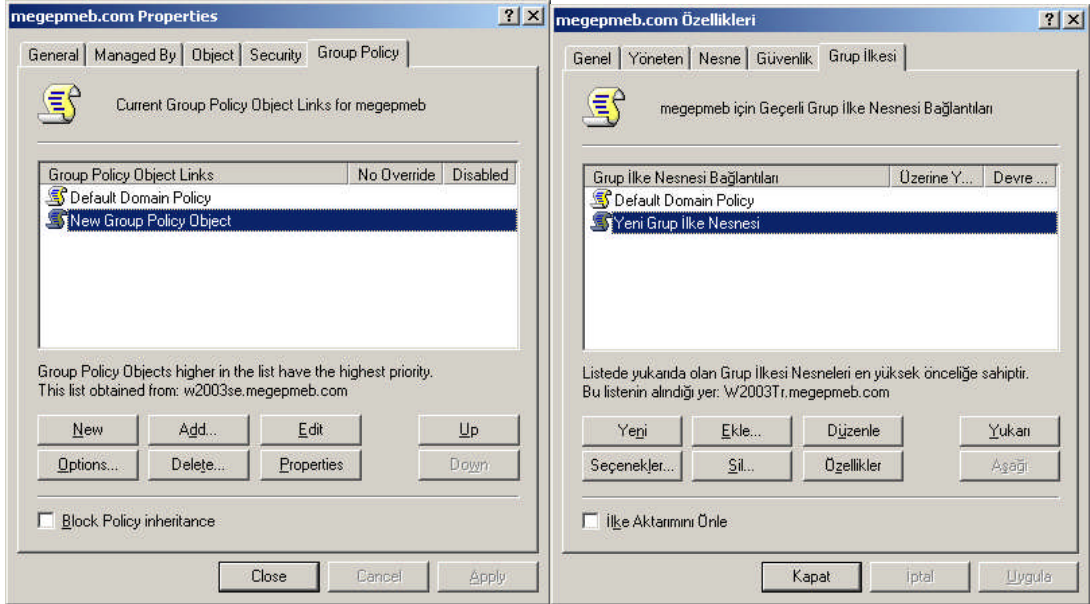 megepmeb.com Properties
General
Managed By
Object
Security
Group Policy
Current Group Policy Object Links for megepmeb
Group Policy Object Links
No Override
Disabled
Default Domain Policy
New Group Policy Object
Group Policy Objects higher in the list have the highest priority.
This list obtained from: w2003se.megepmeb.com
New
Add...
Edit
Up
Options...
Delete...
Properties
Down
Block Policy inheritance
Close
Cancel
Apply
megepmeb.com Özellikleri
Genel
Yöneten
Nesne
Güvenlik
Grup İlkesi
megepmeb için Geçerli Grup İlke Nesnesi Bağlantıları
Grup İlke Nesnesi Bağlantıları
Üzerine Y...
Devre ...
Default Domain Policy
Yeni Grup İlke Nesnesi
Listede yukarıda olan Grup İlkesi Nesneleri en yüksek önceliğe sahiptir.
Bu listenin alındığı yer: W2003Tr.megepmeb.com
Yeni
Ekle...
Düzenle
Yukarı
Seçenekler...
Sil...
Özellikler
Aşağı
İlke Aktarımını Önle
Kapat
İptal
Uygula